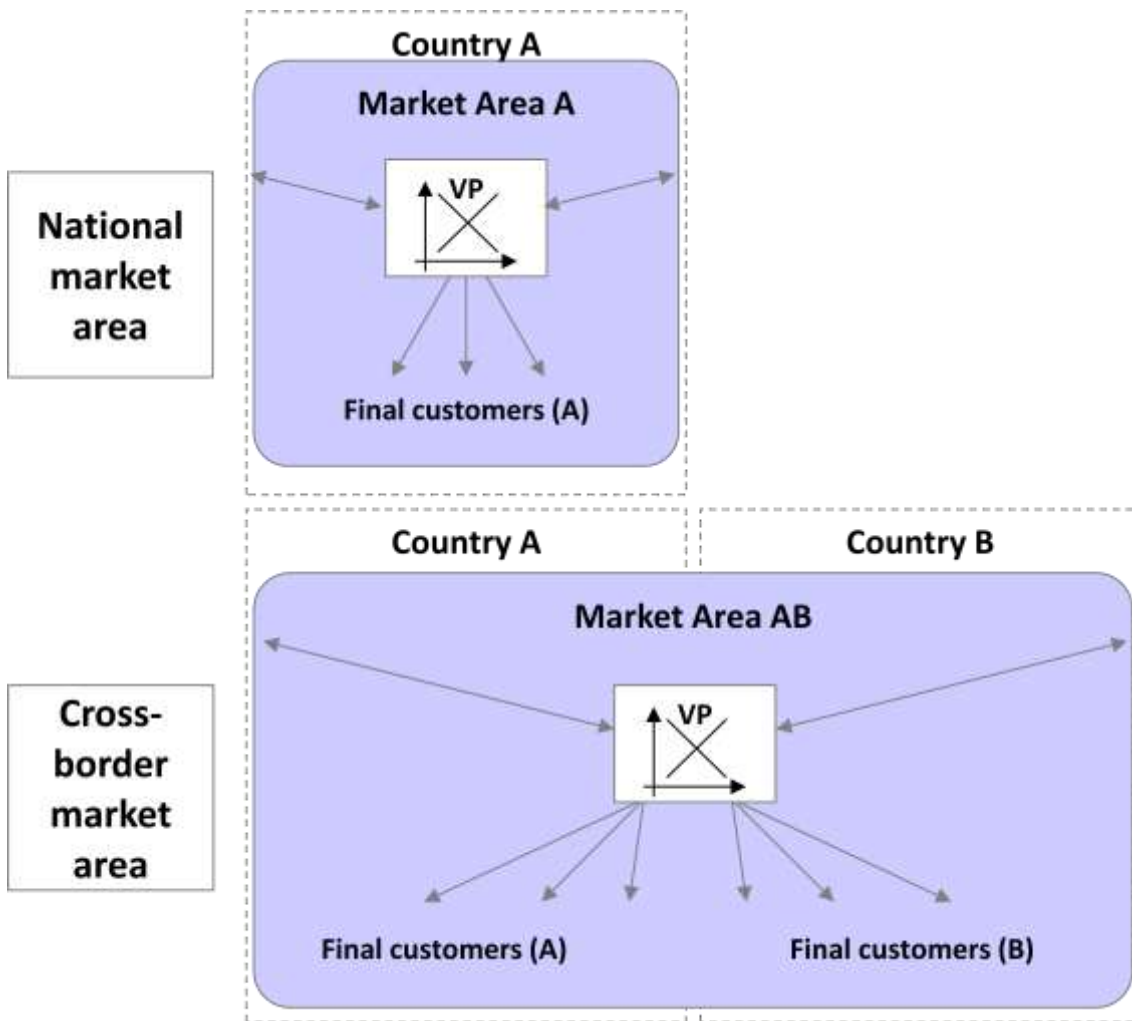 Country A
Market Area A
VP
National
market
area
Final customers (A)
Country A
Country B
Market Area AB
VP
Cross-
border
market
area
Final customers (A)
Final customers (B)